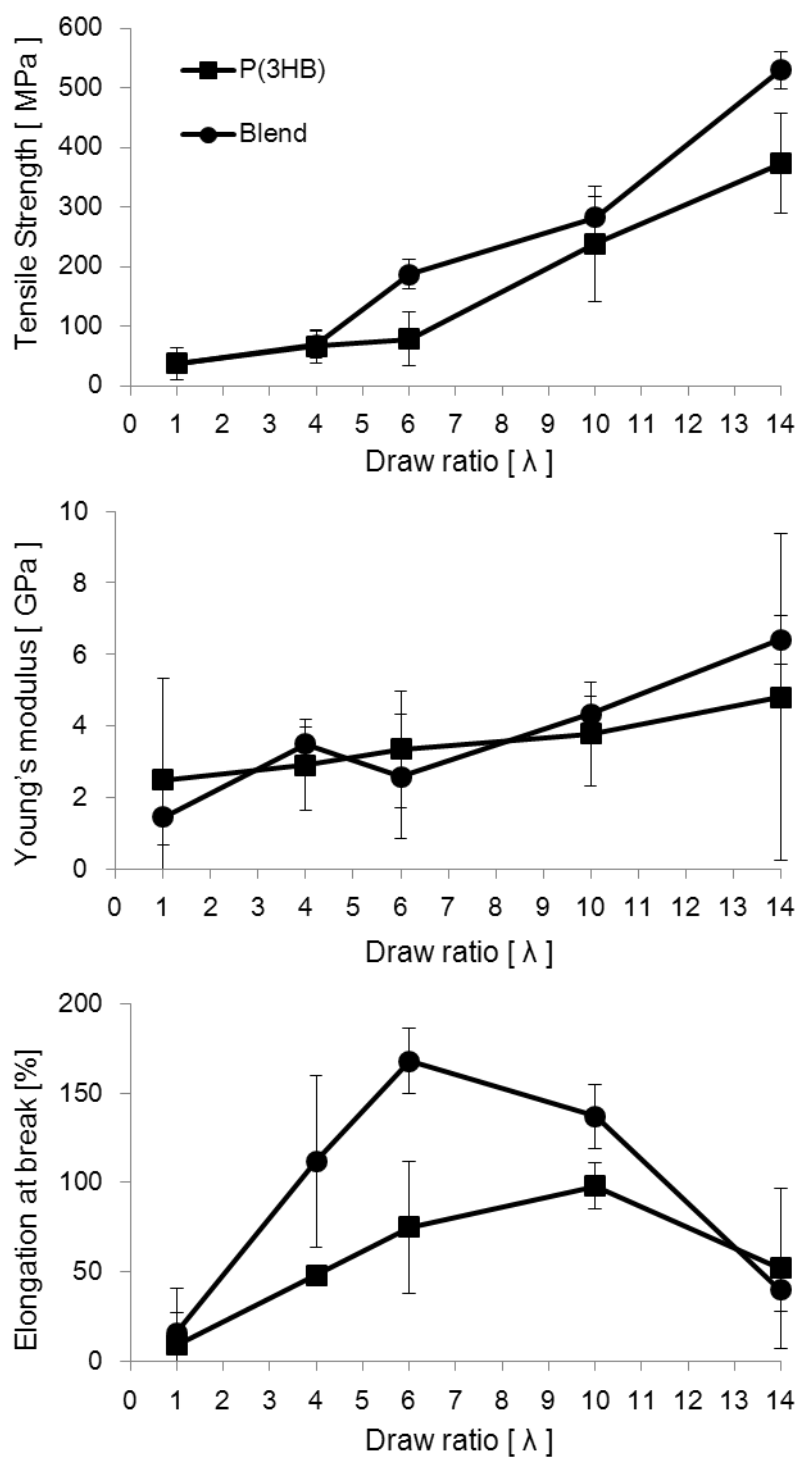 600
500
400
300
200
100
0
Tensile Strength [ MPa ]
P(3HB)
Blend
0 1 2 3 4 5 6 7 8 9 10 11 12 13 14
Draw ratio [ λ ]
10
8
6
4
2
0
Young's modulus [ GPa ]
0 1 2 3 4 5 6 7 8 9 10 11 12 13 14
Draw ratio [ λ ]
200
150
100
50
0
Elongation at break [%]
0 1 2 3 4 5 6 7 8 9 10 11 12 13 14
Draw ratio [ λ ]